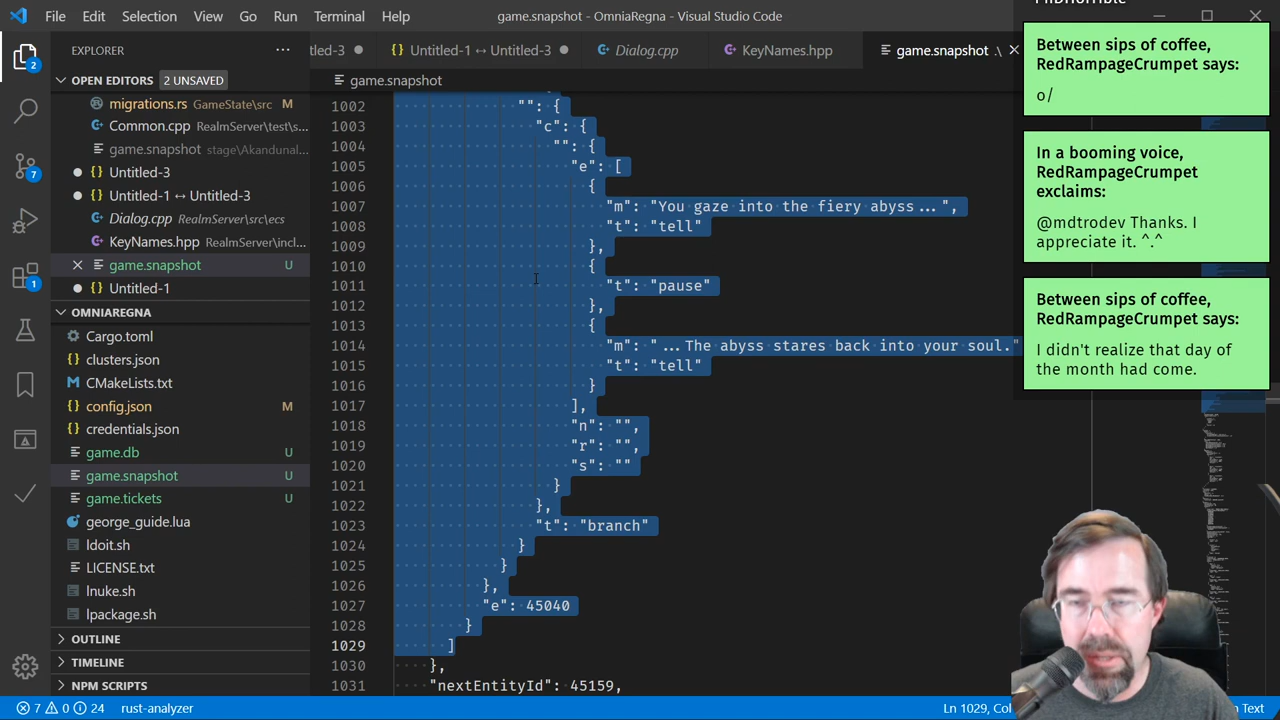 File Edit Selection View Go Run Terminal Help
game.snapshot - OmniaRegna - Visual Studio Code
EXPLORER
OPEN EDITORS 2 UNSAVED
migrations.rs GameState\src M
Common.cpp RealmServer\test\s...
game.snapshot stage\Akandunal...
Untitled-3
Untitled-1 ↔ Untitled-3
Dialog.cpp RealmServer\src\ecs
KeyNames.hpp RealmServer\incl...
game.snapshot U
Untitled-1
OMNIAREGNA
Cargo.toml
clusters.json
CMakeLists.txt
config.json M
credentials.json
game.db U
game.snapshot U
game.tickets U
george_guide.lua
ldoit.sh
LICENSE.txt
lnuke.sh
lpackage.sh
OUTLINE
TIMELINE
NPM SCRIPTS
2
7
1
tled-3 Untitled-1 ↔ Untitled-3 Dialog.cpp KeyNames.hpp game.snapshot .\
game.snapshot
1002 "": {
1003 "c": {
1004 "": {
1005 "e": [
1006 {
1007 "m": "You gaze into the fiery abyss...",
1008 "t": "tell"
1009 },
1010 {
1011 "t": "pause"
1012 },
1013 {
1014 "m": "...The abyss stares back into your soul."
1015 "t": "tell"
1016 }
1017 ],
1018 "n": "",
1019 "r": "",
1020 "s": ""
1021 }
1022 },
1023 "t": "branch"
1024 }
1025 }
1026 },
1027 "e": 45040
1028 }
1029 ]
1030 },
1031 "nextEntityId": 45159,
Between sips of coffee,
RedRampageCrumpet says:
o/
In a booming voice,
RedRampageCrumpet
exclaims:
@mdtrodev Thanks. I
appreciate it. ^.^
Between sips of coffee,
RedRampageCrumpet says:
I didn't realize that day of
the month had come.
7 0 24 rust-analyzer
Ln 1029, Col
n Text